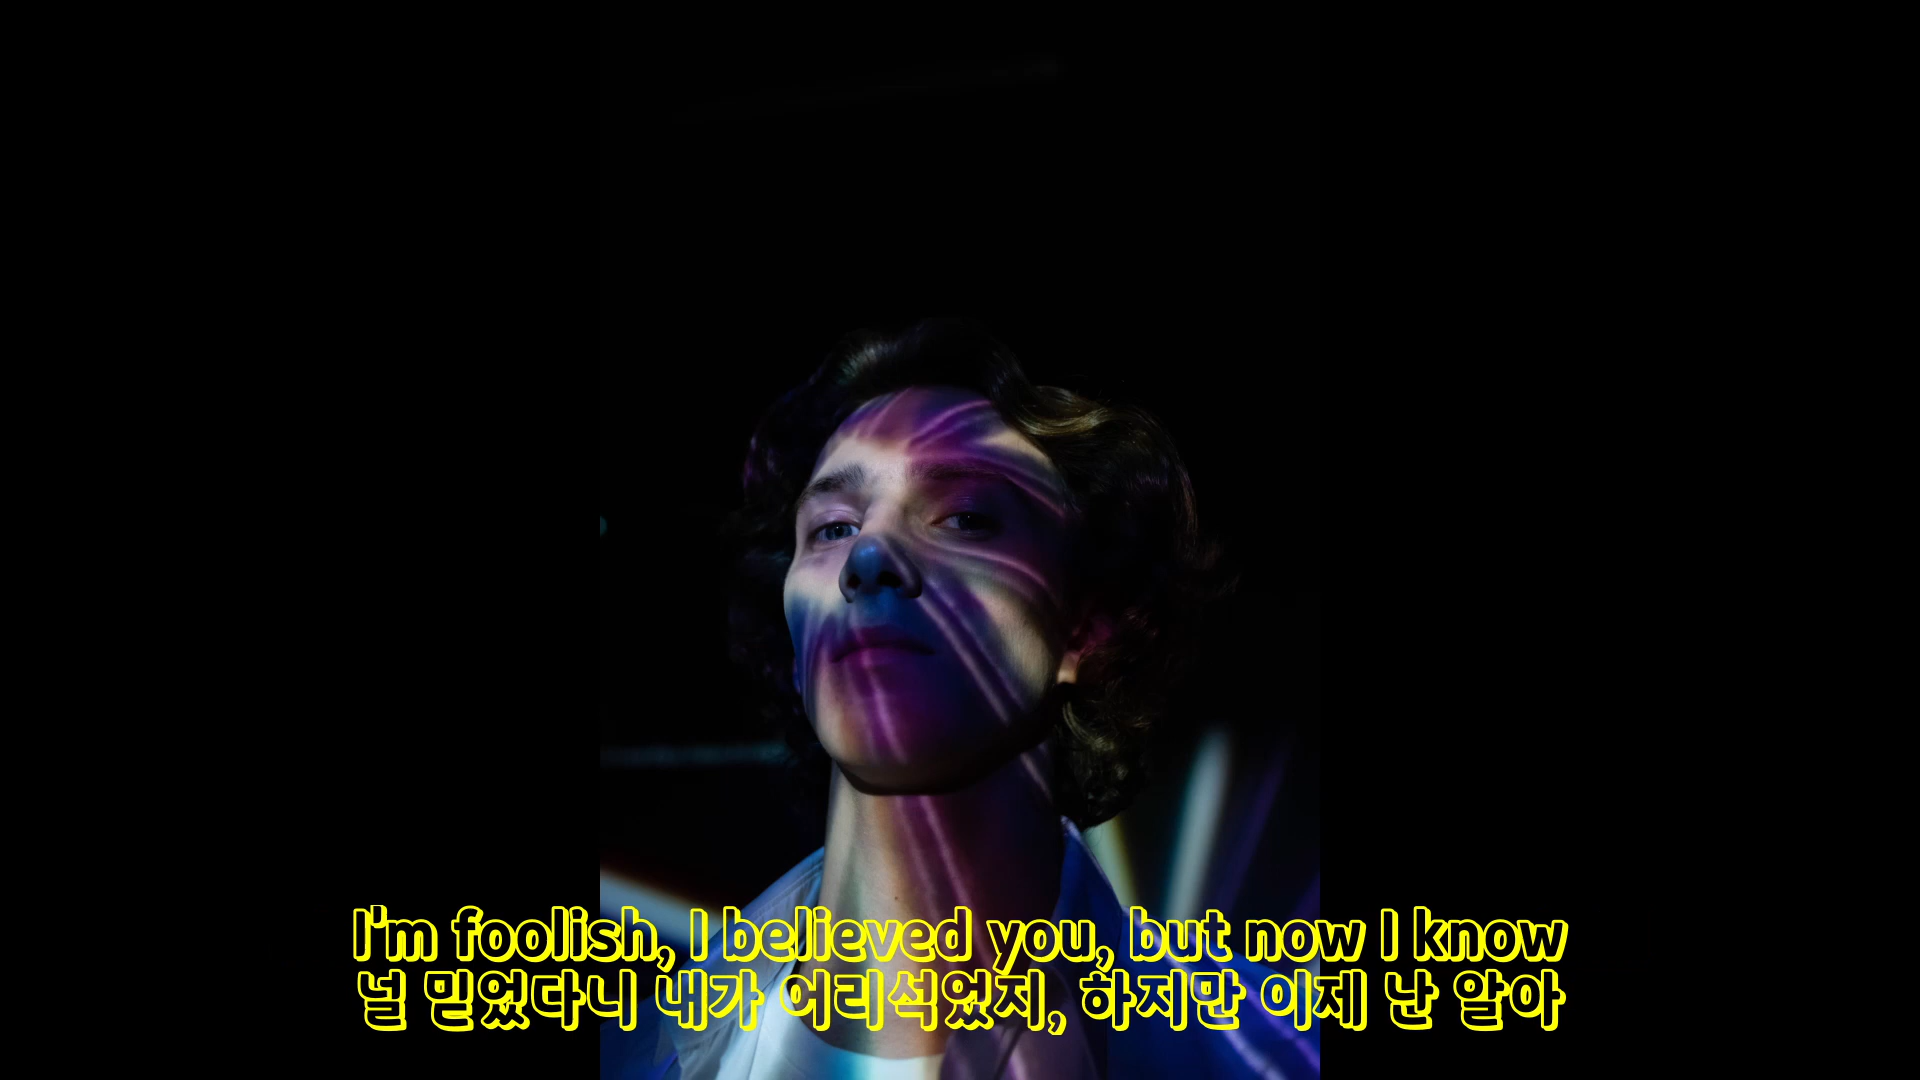 I'm foolish, I believed you, but now I know
널 믿었다니 내가 어리석었지, 하지만 이제 난 알아